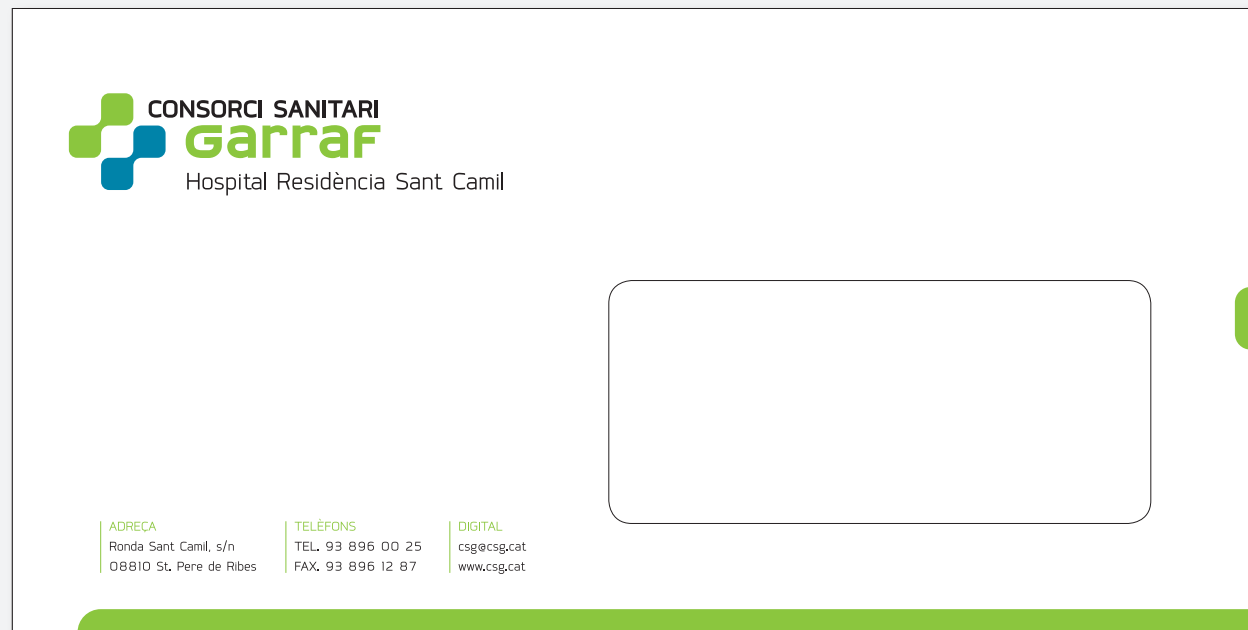 CONSORCI SANITARI
Garraf
Hospital Residència Sant Camil
ADREÇA
Ronda Sant Camil, s/n
08810 St. Pere de Ribes
TELÈFONS
TEL. 93 896 00 25
FAX. 93 896 12 87
DIGITAL
csg@csg.cat
www.csg.cat